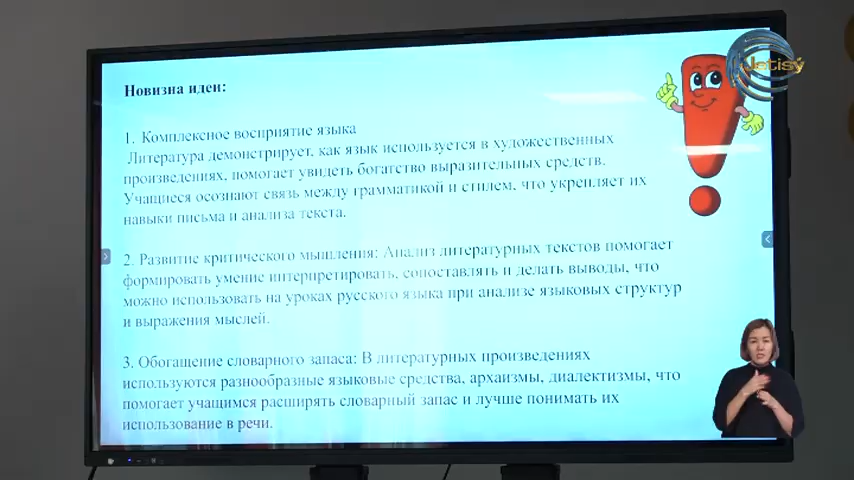 Jetisý
Новизна идеи:
1. Комплексное восприятие языка
Литература демонстрирует, как язык используется в художественных
произведениях, помогает увидеть богатство выразительных средств.
Учащиеся осознают связь между грамматикой и стилем, что укрепляет их
навыки письма и анализа текста.
2. Развитие критического мышления: Анализ литературных текстов помогает
формировать умение интерпретировать, сопоставлять и делать выводы, что
можно использовать на уроках русского языка при анализе языковых структур
и выражения мыслей.
3. Обогащение словарного запаса: В литературных произведениях
используются разнообразные языковые средства, архаизмы, диалектизмы, что
помогает учащимся расширять словарный запас и лучше понимать их
использование в речи.